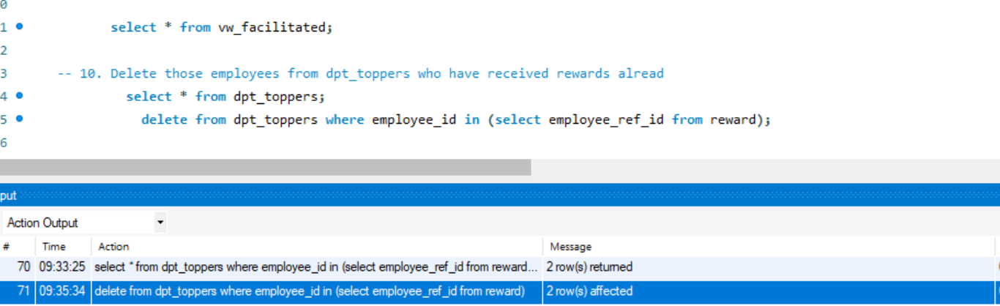 0
1 select * from vw_facilitated;
2
3 -- 10. Delete those employees from dpt_toppers who have received rewards alread
4 select * from dpt_toppers;
5 delete from dpt_toppers where employee_id in (select employee_ref_id from reward);
6
put
Action Output
# Time Action Message
70 09:33:25 select * from dpt_toppers where employee_id in (select employee_ref_id from reward... 2 row(s) returned
71 09:35:34 delete from dpt_toppers where employee_id in (select employee_ref_id from reward) 2 row(s) affected